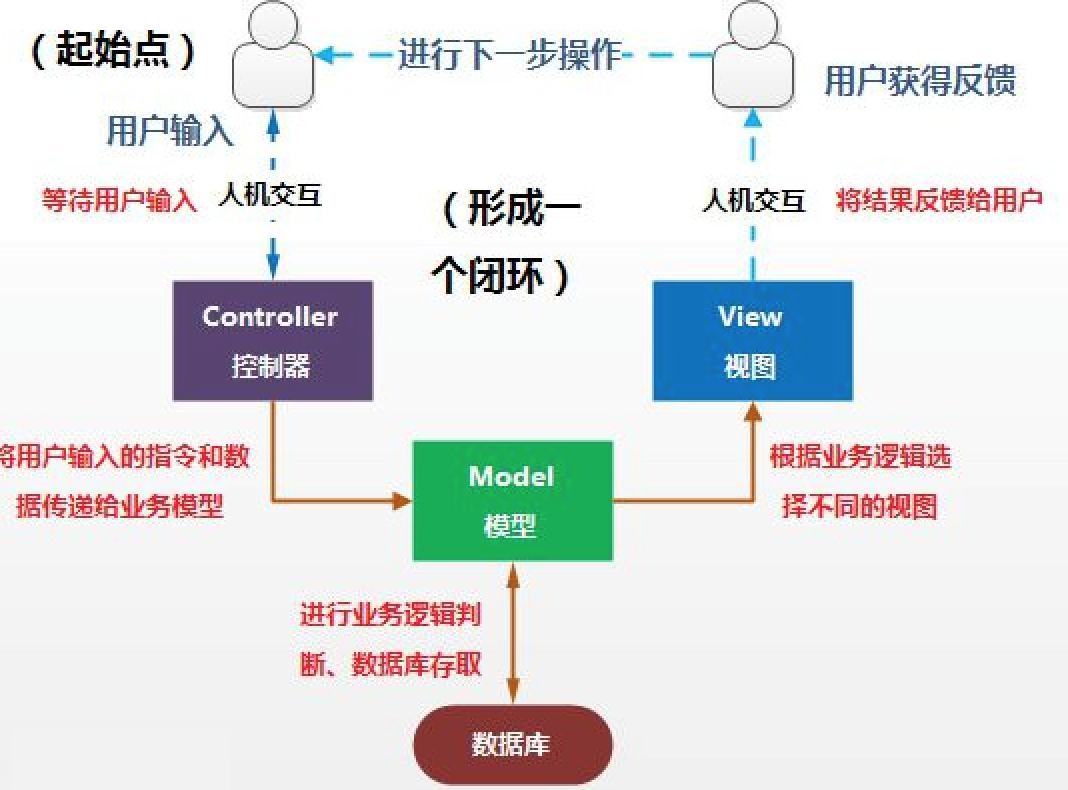 （起始点）
进行下一步操作
用户获得反馈
用户输入
等待用户输入
人机交互
（形成一
个闭环）
人机交互
将结果反馈给用户
Controller
控制器
View
视图
将用户输入的指令和数
据传递给业务模型
Model
模型
根据业务逻辑选
择不同的视图
进行业务逻辑判
断、数据库存取
数据库